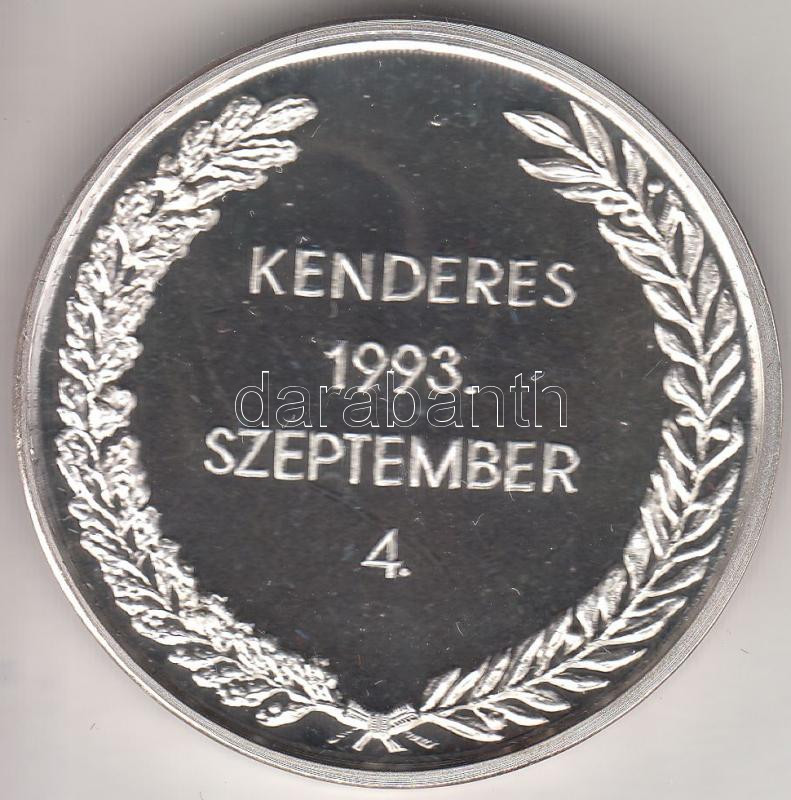 KENDERES
1993.
darabanth
SZEPTEMBER
4.